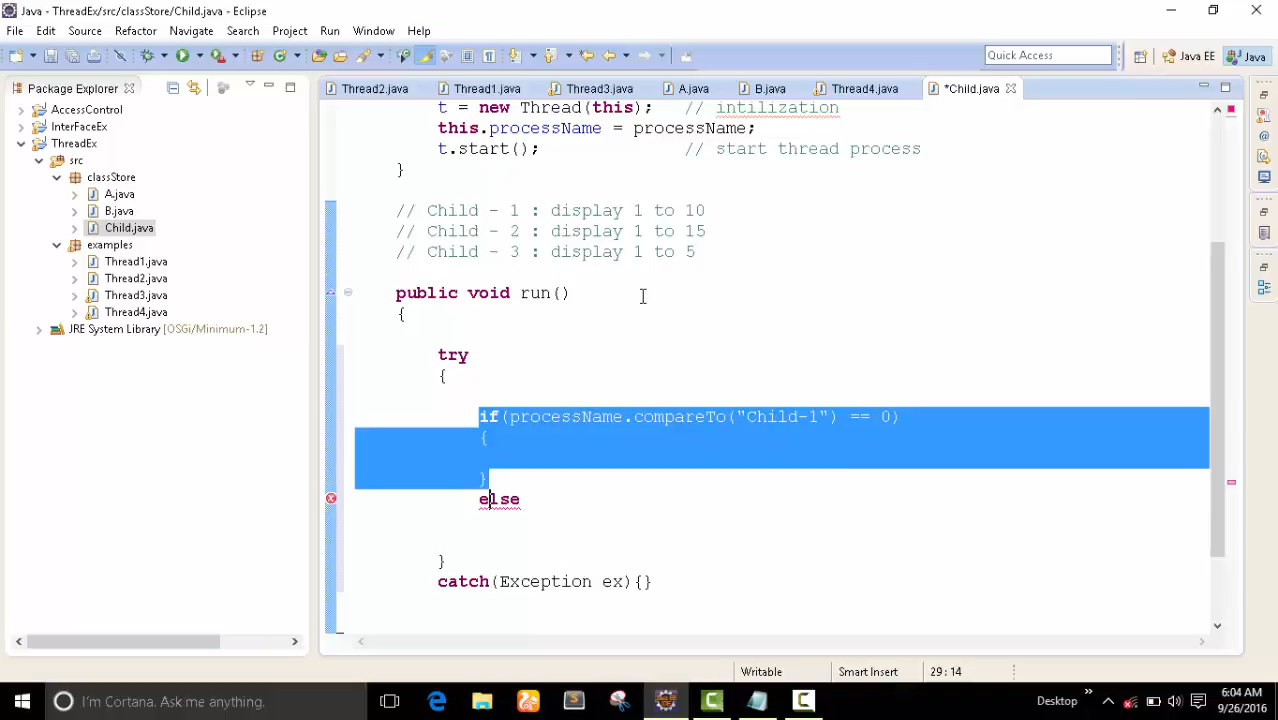 Java - ThreadEx/src/classStore/Child.java - Eclipse
File Edit Source Refactor Navigate Search Project Run Window Help
Quick Access
Java EE
Java
Package Explorer
Thread2.java
Thread1.java
Thread3.java
A.java
B.java
Thread4.java
*Child.java
AccessControl
InterFaceEx
ThreadEx
src
classStore
A.java
B.java
Child.java
examples
Thread1.java
Thread2.java
Thread3.java
Thread4.java
JRE System Library [OSGi/Minimum-1.2]
t = new Thread(this);   // intilization
this.processName = processName;
t.start();              // start thread process
}
// Child - 1 : display 1 to 10
// Child - 2 : display 1 to 15
// Child - 3 : display 1 to 5
public void run()
{
try
{
if(processName.compareTo("Child-1") == 0)
{
}
else
}
catch(Exception ex){}
Writable
Smart Insert
29:14
I'm Cortana. Ask me anything.
Desktop
6:04 AM
9/26/2016